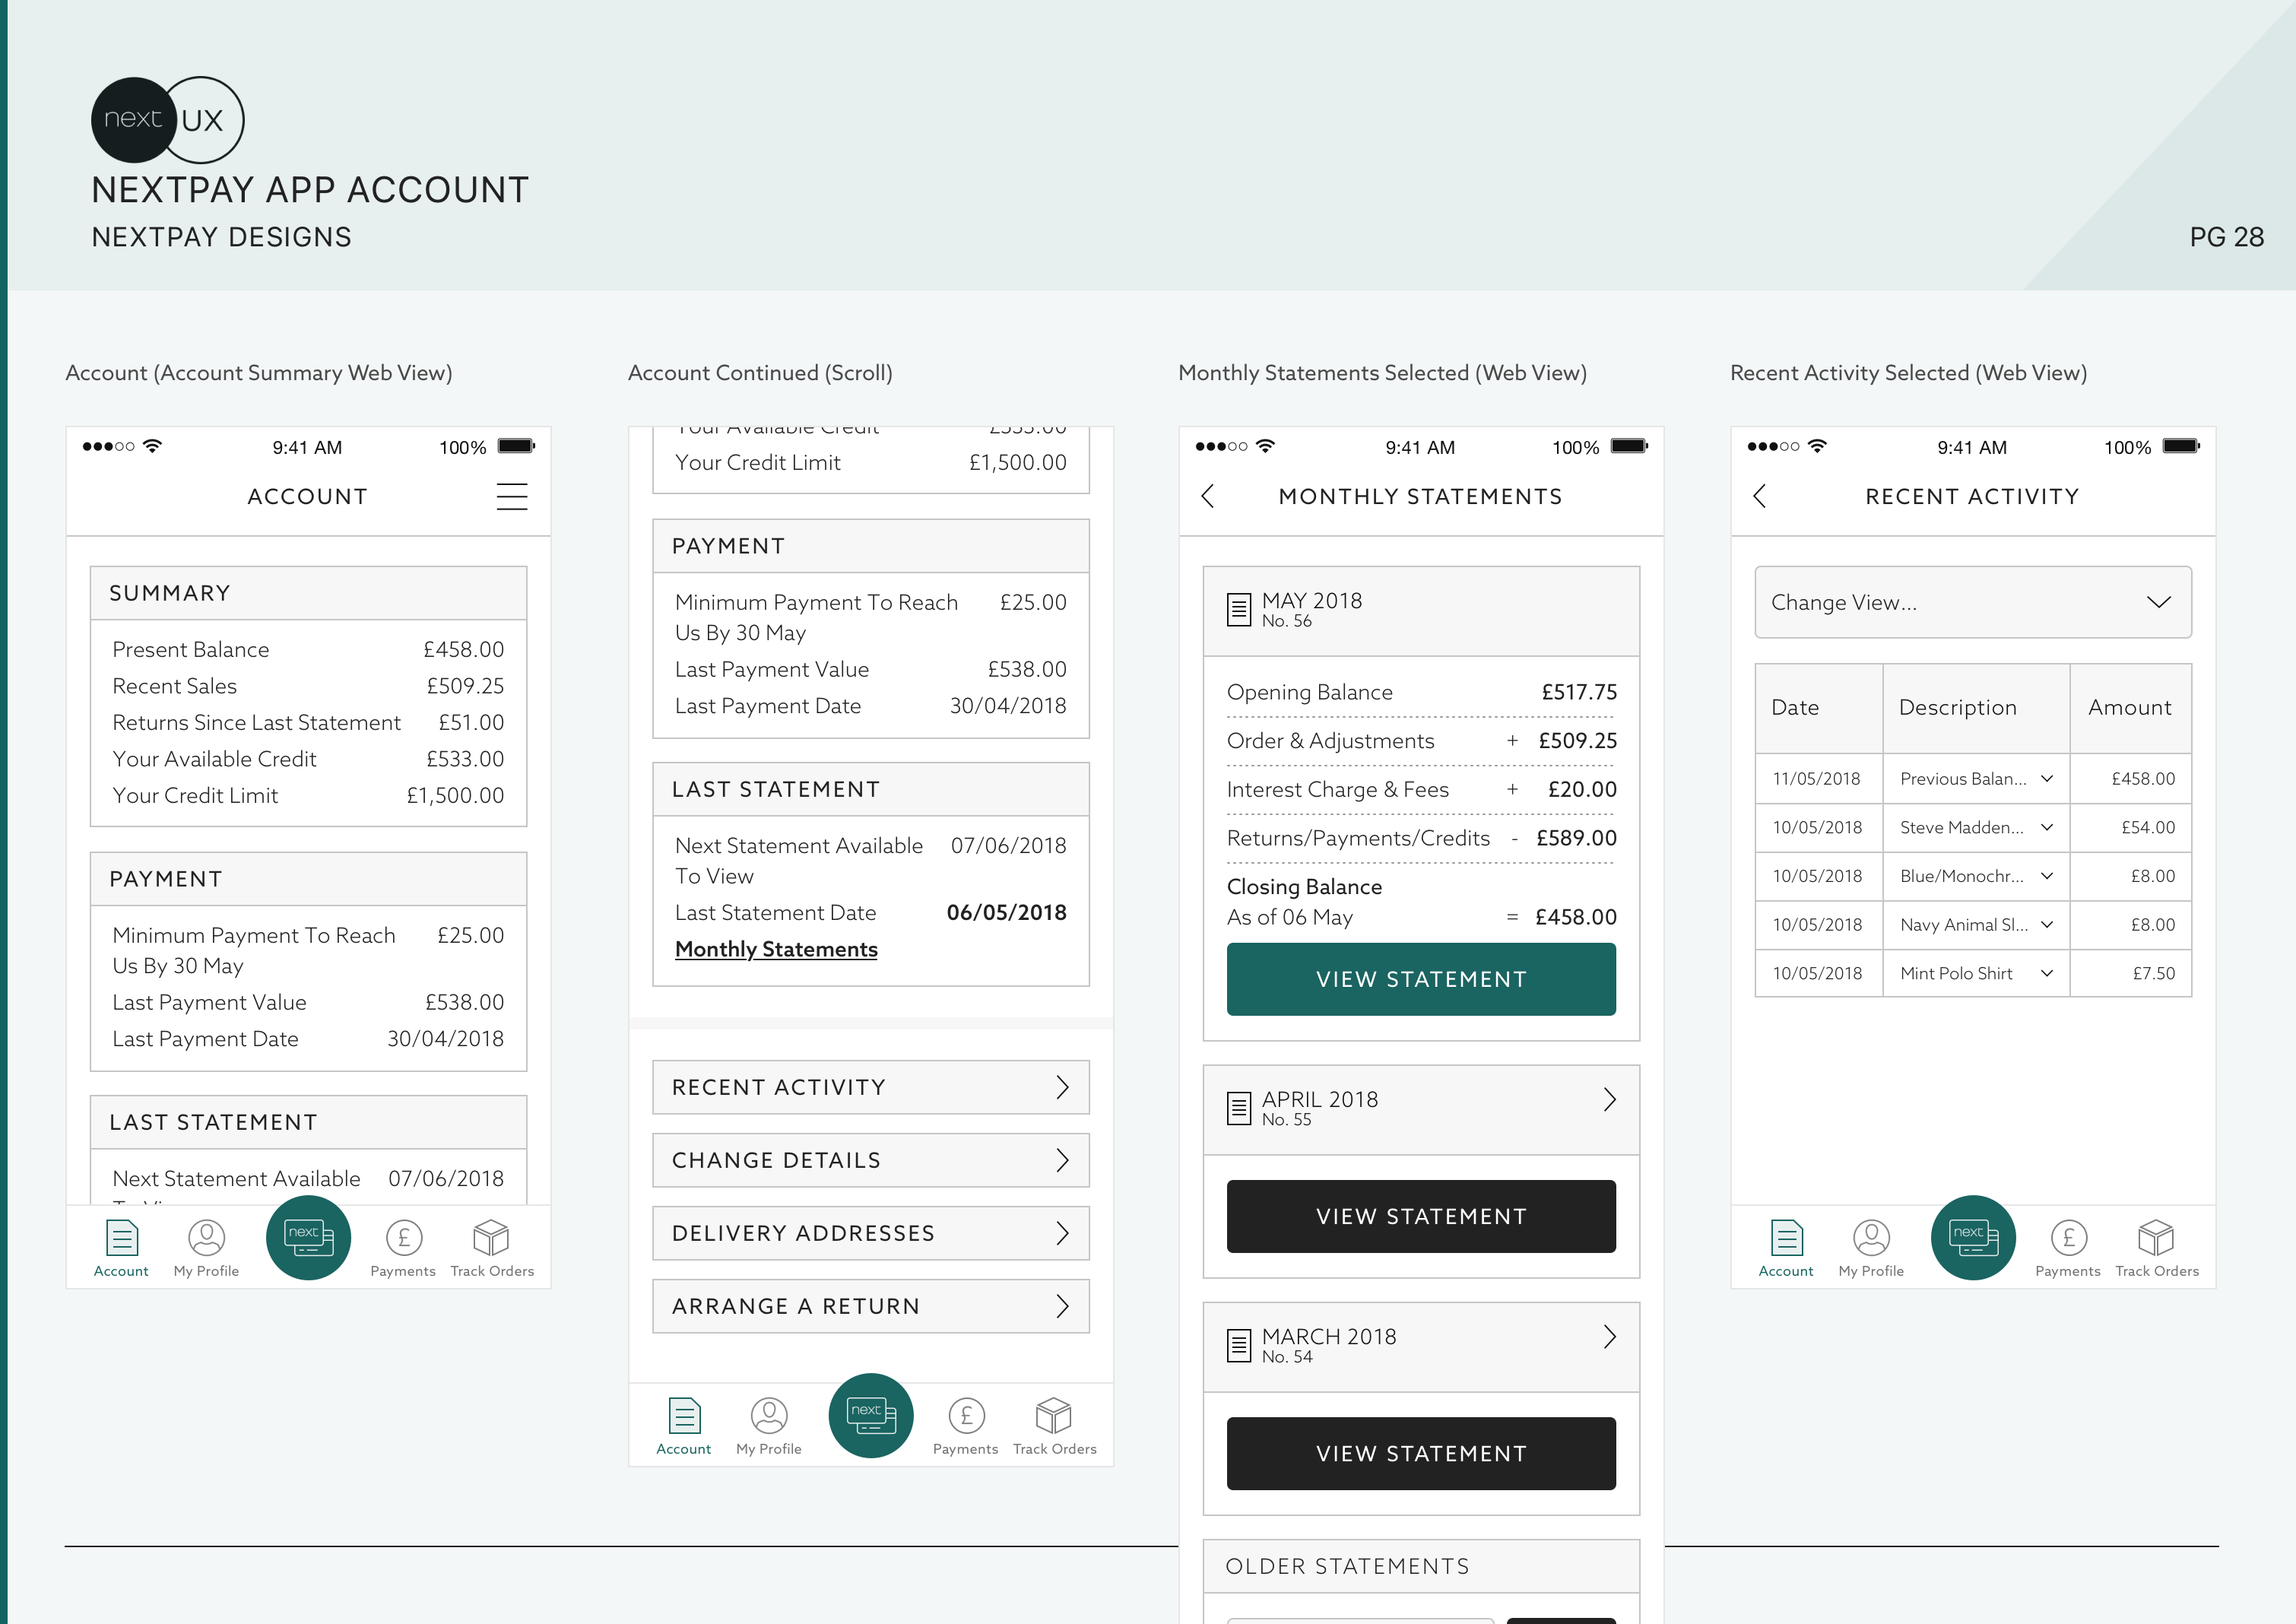 next UX
NEXTPAY APP ACCOUNT
NEXTPAY DESIGNS
PG 28
Account (Account Summary Web View)
9:41 AM 100%
ACCOUNT
SUMMARY
Present Balance £458.00
Recent Sales £509.25
Returns Since Last Statement £51.00
Your Available Credit £533.00
Your Credit Limit £1,500.00
PAYMENT
Minimum Payment To Reach £25.00
Us By 30 May
Last Payment Value £538.00
Last Payment Date 30/04/2018
LAST STATEMENT
Next Statement Available 07/06/2018
next
Account My Profile Payments Track Orders
Account Continued (Scroll)
Your Available Credit £533.00
Your Credit Limit £1,500.00
PAYMENT
Minimum Payment To Reach £25.00
Us By 30 May
Last Payment Value £538.00
Last Payment Date 30/04/2018
LAST STATEMENT
Next Statement Available 07/06/2018
To View
Last Statement Date 06/05/2018
Monthly Statements
RECENT ACTIVITY
CHANGE DETAILS
DELIVERY ADDRESSES
ARRANGE A RETURN
next
Account My Profile Payments Track Orders
Monthly Statements Selected (Web View)
9:41 AM 100%
MONTHLY STATEMENTS
MAY 2018
No. 56
Opening Balance £517.75
Order & Adjustments + £509.25
Interest Charge & Fees + £20.00
Returns/Payments/Credits - £589.00
Closing Balance
As of 06 May = £458.00
VIEW STATEMENT
APRIL 2018
No. 55
VIEW STATEMENT
MARCH 2018
No. 54
VIEW STATEMENT
OLDER STATEMENTS
Recent Activity Selected (Web View)
9:41 AM 100%
RECENT ACTIVITY
Change View...
Date Description Amount
11/05/2018 Previous Balan... £458.00
10/05/2018 Steve Madden... £54.00
10/05/2018 Blue/Monochr... £8.00
10/05/2018 Navy Animal Sl... £8.00
10/05/2018 Mint Polo Shirt £7.50
next
Account My Profile Payments Track Orders